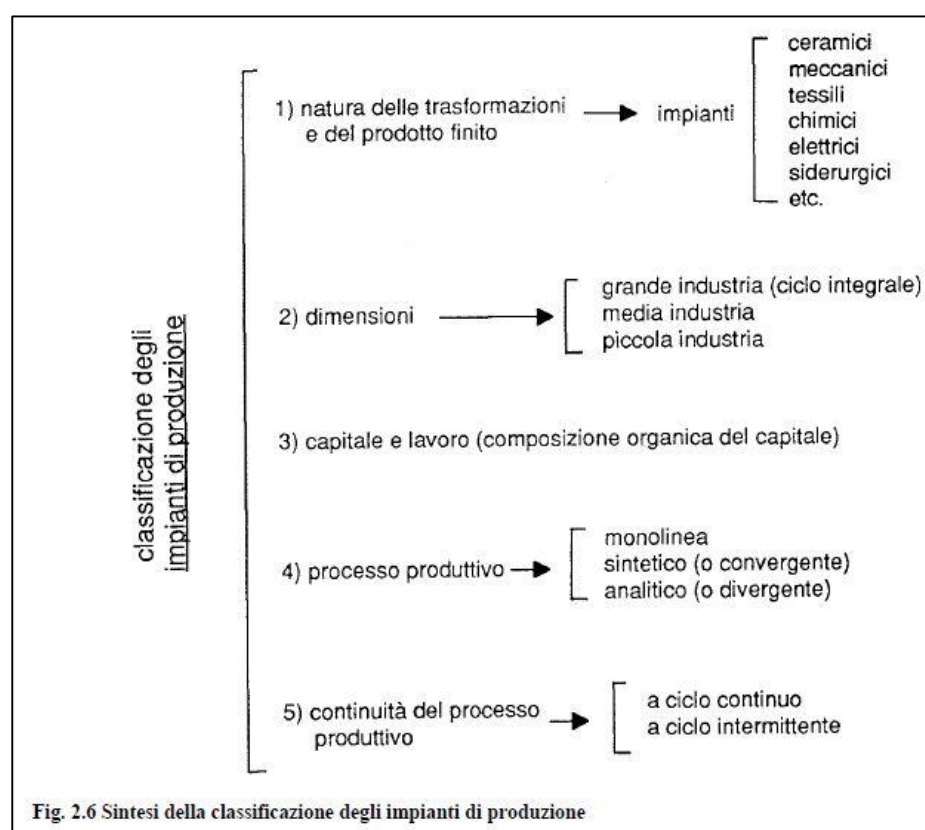 classificazione degli
impianti di produzione
1) natura delle trasformazioni
e del prodotto finito
impianti
ceramici
meccanici
tessili
chimici
elettrici
siderurgici
etc.
2) dimensioni
grande industria (ciclo integrale)
media industria
piccola industria
3) capitale e lavoro (composizione organica del capitale)
4) processo produttivo
monolinea
sintetico (o convergente)
analitico (o divergente)
5) continuità del processo
produttivo
a ciclo continuo
a ciclo intermittente
Fig. 2.6 Sintesi della classificazione degli impianti di produzione